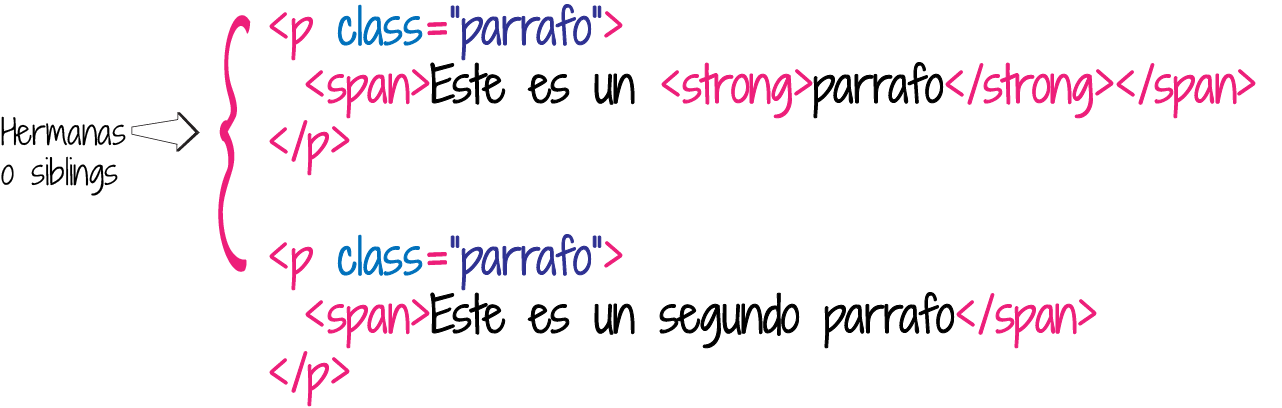 <p class="parrafo">
<span>Este es un <strong>parrafo</strong></span>
</p>
Hermanas
o siblings
<p class="parrafo">
<span>Este es un segundo parrafo</span>
</p>